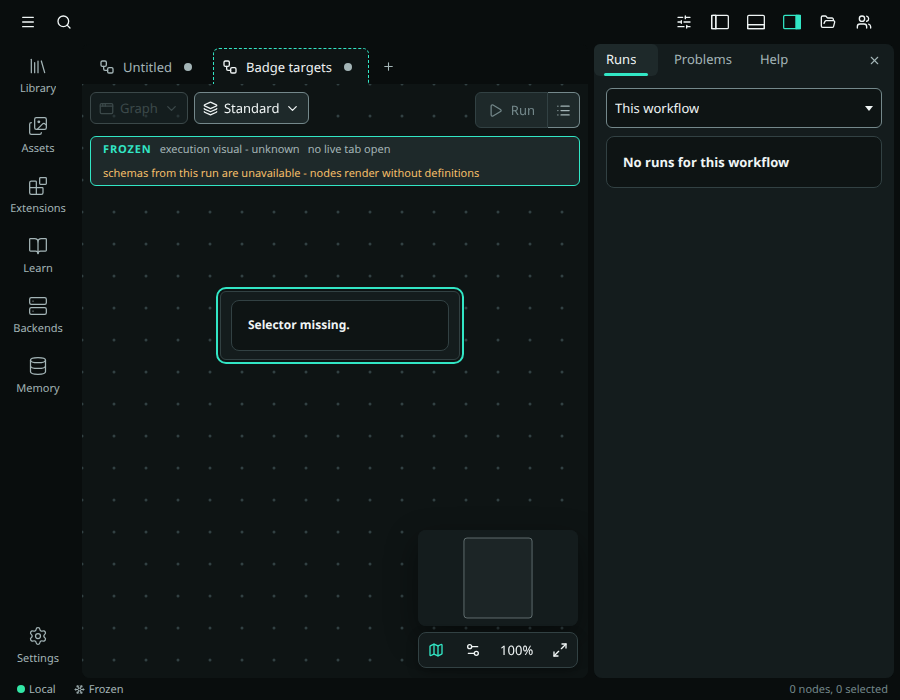 Untitled
Badge targets
Library
Assets
Extensions
Learn
Backends
Memory
Settings
Graph
Standard
Run
FROZEN execution visual - unknown no live tab open
schemas from this run are unavailable - nodes render without definitions
Selector missing.
100%
Runs
Problems
Help
This workflow
No runs for this workflow
Local
Frozen
0 nodes, 0 selected